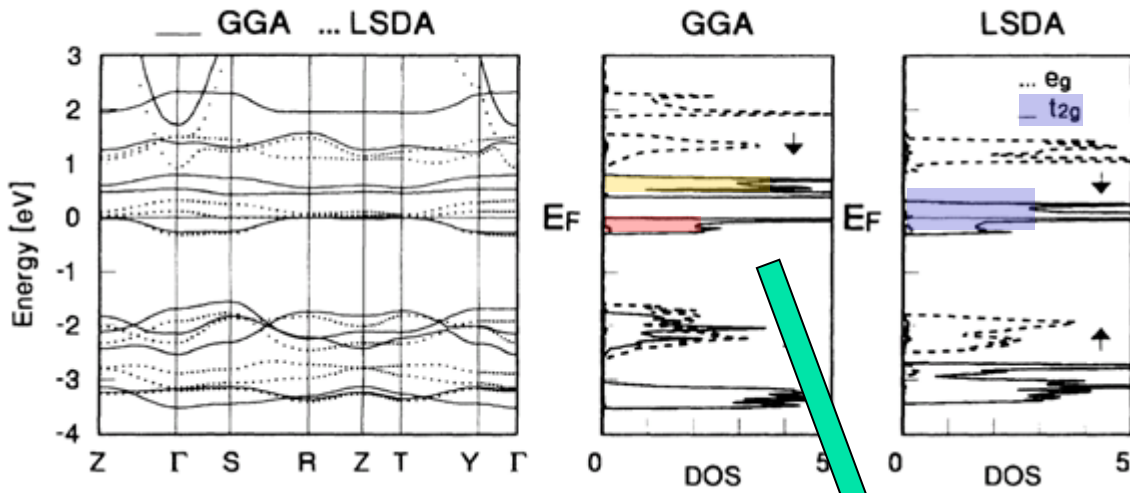 — GGA ... LSDA
GGA
LSDA
Energy [eV]
3
2
1
0
-1
-2
-3
-4
Z Γ S R Z T Y Γ
EF
0 DOS 5
EF
... eg
— t2g
0 DOS 5